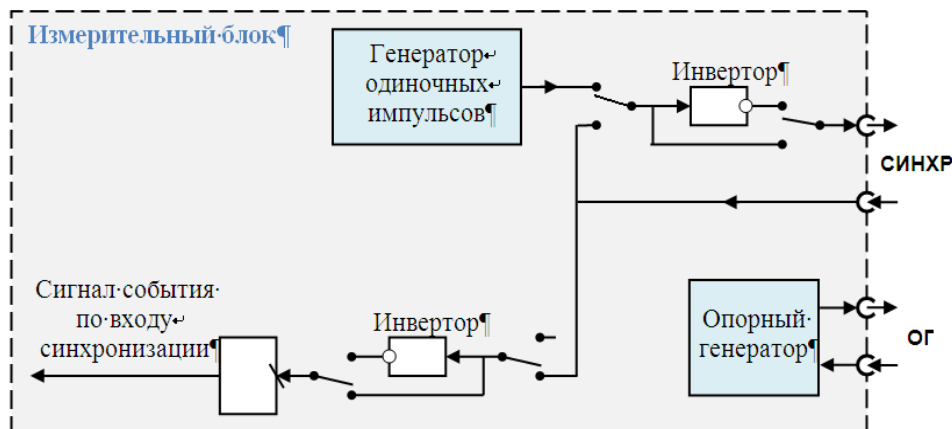 Измерительный·блок¶
Генератор↵
одиночных↵
импульсов¶
Инвертор¶
СИНХР
Сигнал·события·
по·входу↵
синхронизации¶
Инвертор¶
Опорный·
генератор¶
ОГ